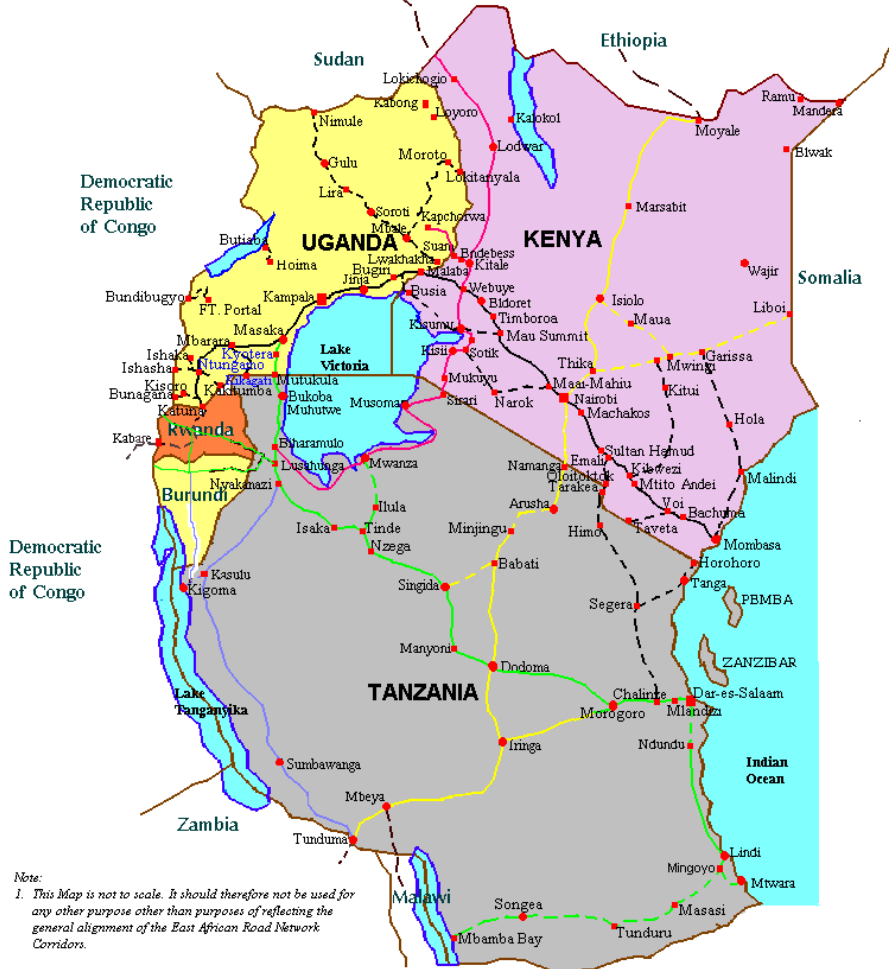 Ethiopia
Sudan
Lokichogio
Kabong
Loyoro
Nimule
Kalokol
Ramu
Mandera
Moyale
Lodwar
Elwak
Gulu
Moroto
Lokitanyala
Democratic
Republic
of Congo
Lira
Soroti
Kapchorwa
Marsabit
Mbale
UGANDA
KENYA
Butiaba
Suam
Endebess
Hoima
Lwakhakha
Kitale
Wajir
Bugiri
Malaba
Somalia
Jinja
Bundibugyo
Kampala
Busia
Webuye
FT. Portal
Eldoret
Isiolo
Liboi
Masaka
Kisumu
Timboroa
Maua
Mbarara
Mau Summit
Lake
Victoria
Ishaka
Kyotera
Kisii
Sotik
Thika
Garissa
Ishasha
Ntungamo
Mwingi
Kisoro
Kikagati
Mutukula
Mukuyu
Maai-Mahiu
Kitui
Bunagana
Kakitumba
Bukoba
Musoma
Sirari
Narok
Nairobi
Katuna
Muhutwe
Machakos
Hola
Rwanda
Kabare
Biharamulo
Sultan Hamud
Lusahunga
Mwanza
Namanga
Emali
Kibwezi
Malindi
Nyakanazi
Oloitoktok
Mtito Andei
Burundi
Tarakea
Ilula
Arusha
Voi
Bachuma
Isaka
Tinde
Minjingu
Himo
Taveta
Mombasa
Democratic
Republic
of Congo
Nzega
Babati
Horohoro
Kasulu
Kigoma
Singida
Tanga
Segera
PBMBA
Manyoni
Dodoma
ZANZIBAR
Lake
Tanganyika
TANZANIA
Chalinze
Dar-es-Salaam
Morogoro
Mlandizi
Iringa
Ndundu
Sumbawanga
Indian
Ocean
Mbeya
Zambia
Tunduma
Lindi
Mingoyo
Mtwara
Malawi
Note:
1. This Map is not to scale. It should therefore not be used for
any other purpose other than purposes of reflecting the
general alignment of the East African Road Network
Corridors.
Songea
Masasi
Mbamba Bay
Tunduru